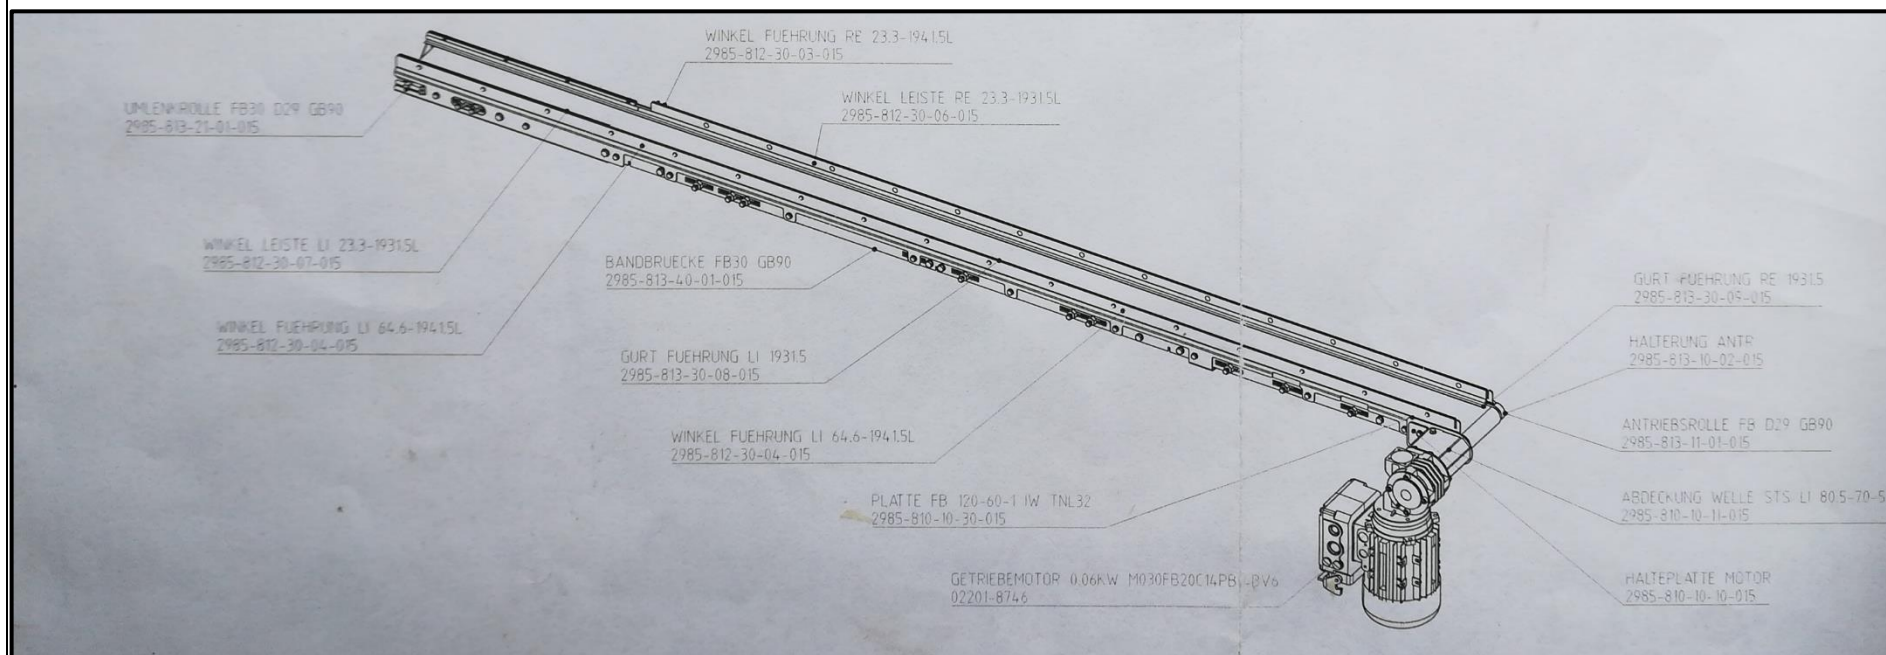 WINKEL FUEHRUNG RE 23.3-1941.5L
2985-812-30-03-015
WINKEL LEISTE RE 23.3-1931.5L
2985-812-30-06-015
UMLENKROLLE FB30 D29 GB90
2985-813-21-01-015
WINKEL LEISTE LI 23.3-1931.5L
2985-812-30-07-015
BANDBRUECKE FB30 GB90
2985-813-40-01-015
GURT FUEHRUNG RE 1931.5
2985-813-30-09-015
WINKEL FUEHRUNG LI 64.6-1941.5L
2985-812-30-04-015
GURT FUEHRUNG LI 1931.5
2985-813-30-08-015
HALTERUNG ANTR
2985-813-10-02-015
WINKEL FUEHRUNG LI 64.6-1941.5L
2985-812-30-04-015
ANTRIEBSROLLE FB D29 GB90
2985-813-11-01-015
PLATTE FB 120-60-1 IW TNL32
2985-810-10-30-015
ABDECKUNG WELLE STS LI 80.5-70-5
2985-810-10-11-015
GETRIEBEMOTOR 0.06KW
02201-8746
HALTEPLATTE MOTOR
2985-810-10-10-015